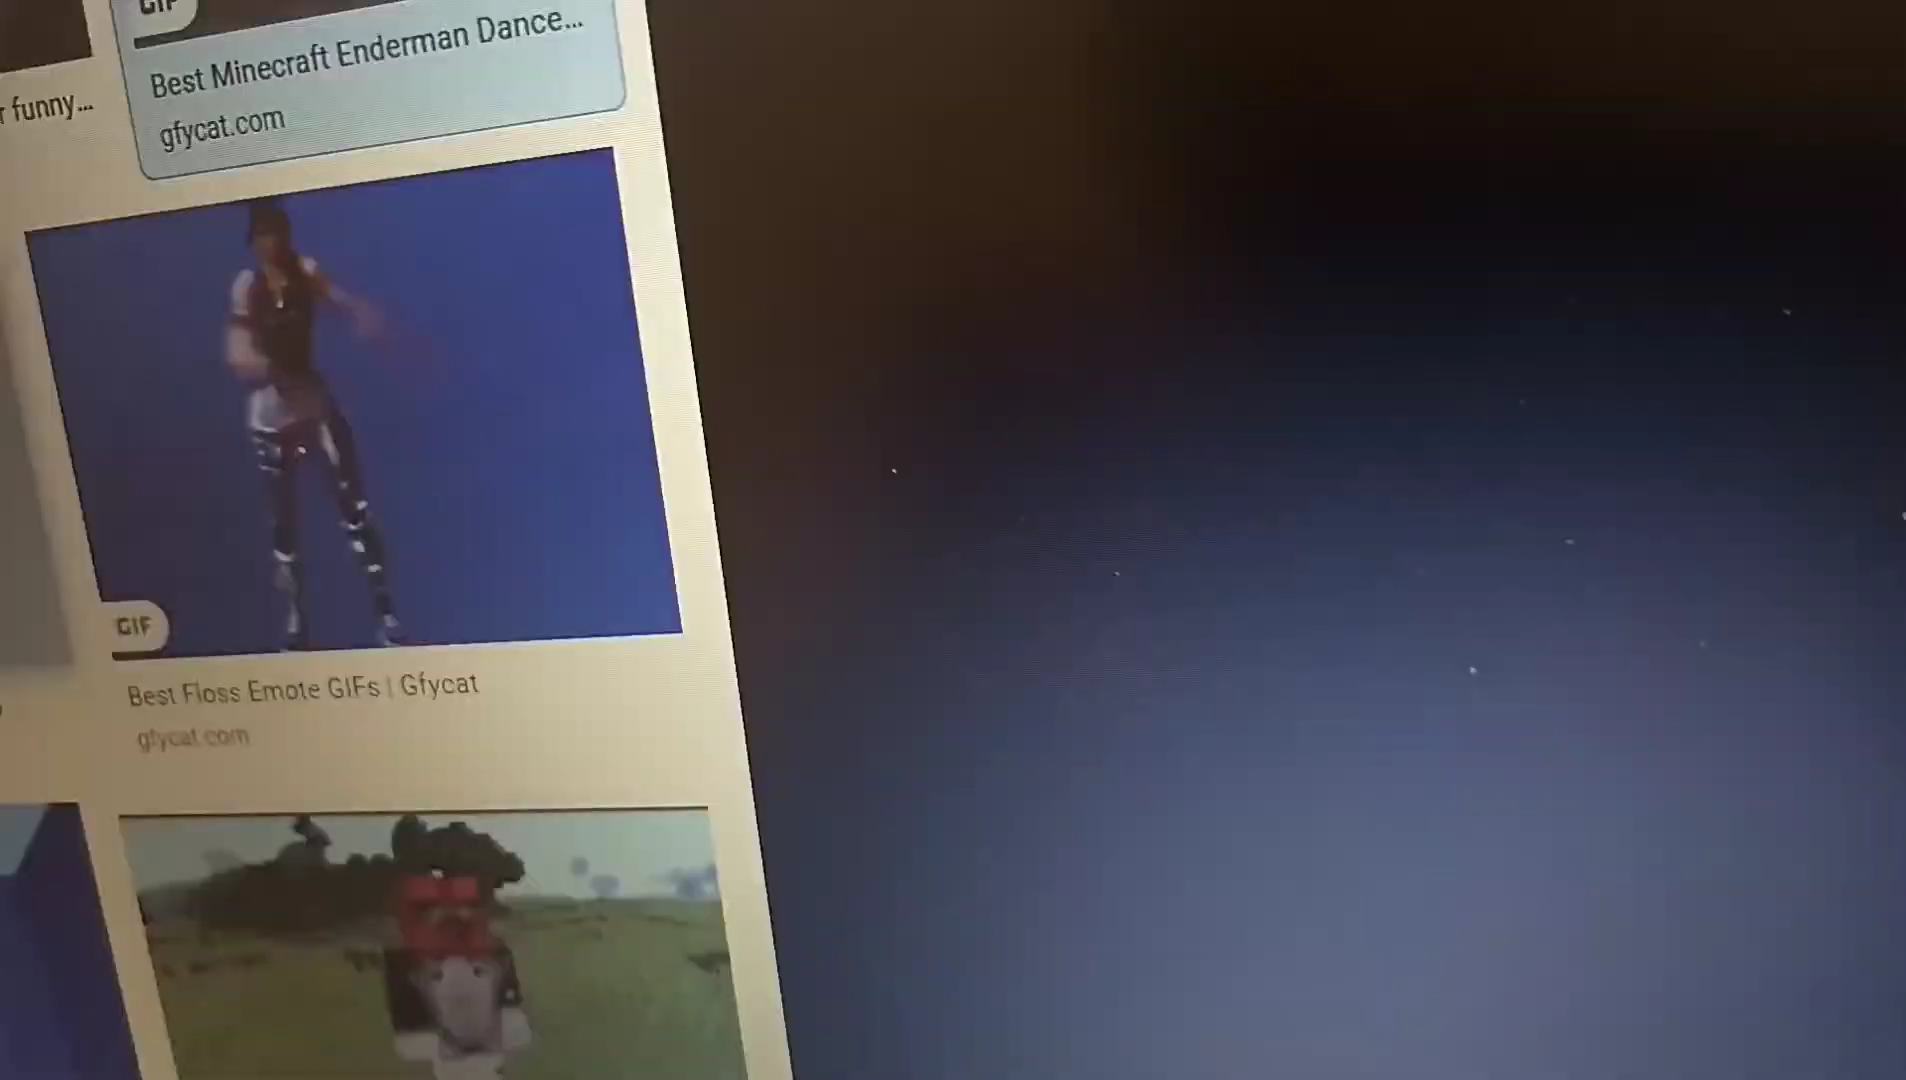 GIF
Best Minecraft Enderman Dance...
r funny...
gfycat.com
GIF
Best Floss Emote GIFs | Gfycat
gfycat.com